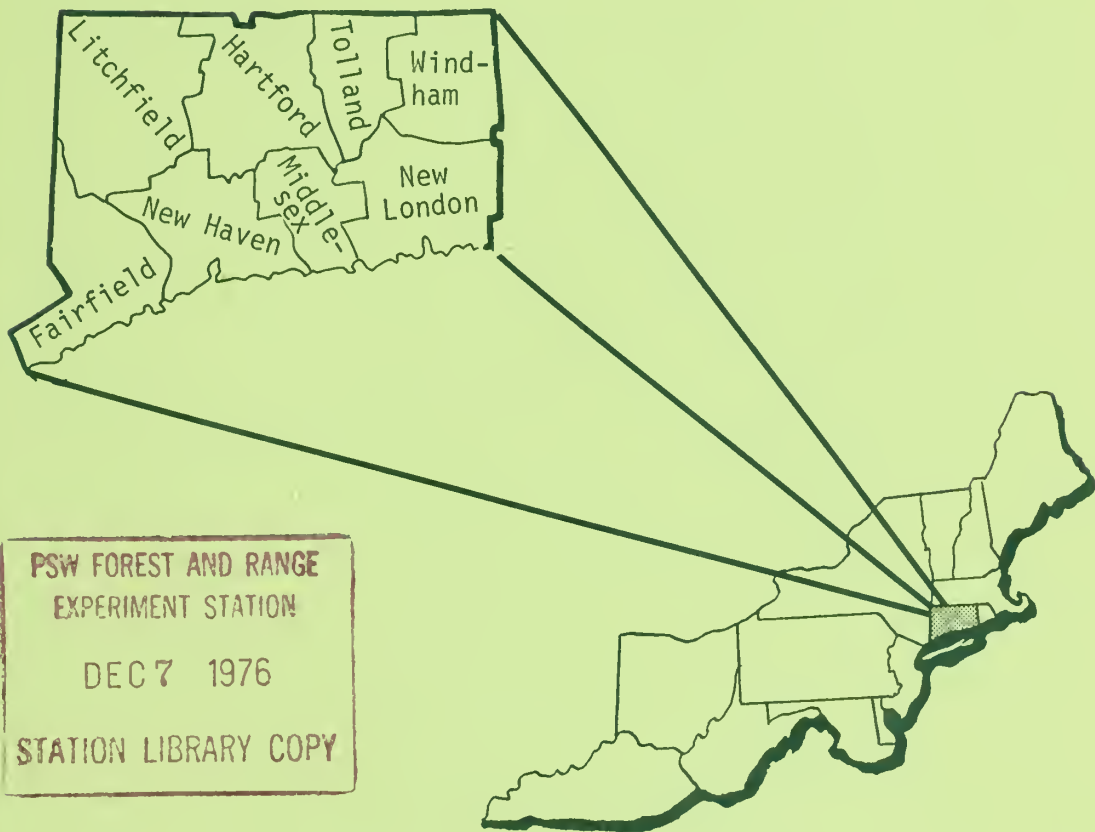 Litchfield
Hartford
Tolland
Wind-
ham
New Haven
Middle-
sex
New
London
Fairfield
PSW FOREST AND RANGE
EXPERIMENT STATION
DEC 7 1976
STATION LIBRARY COPY